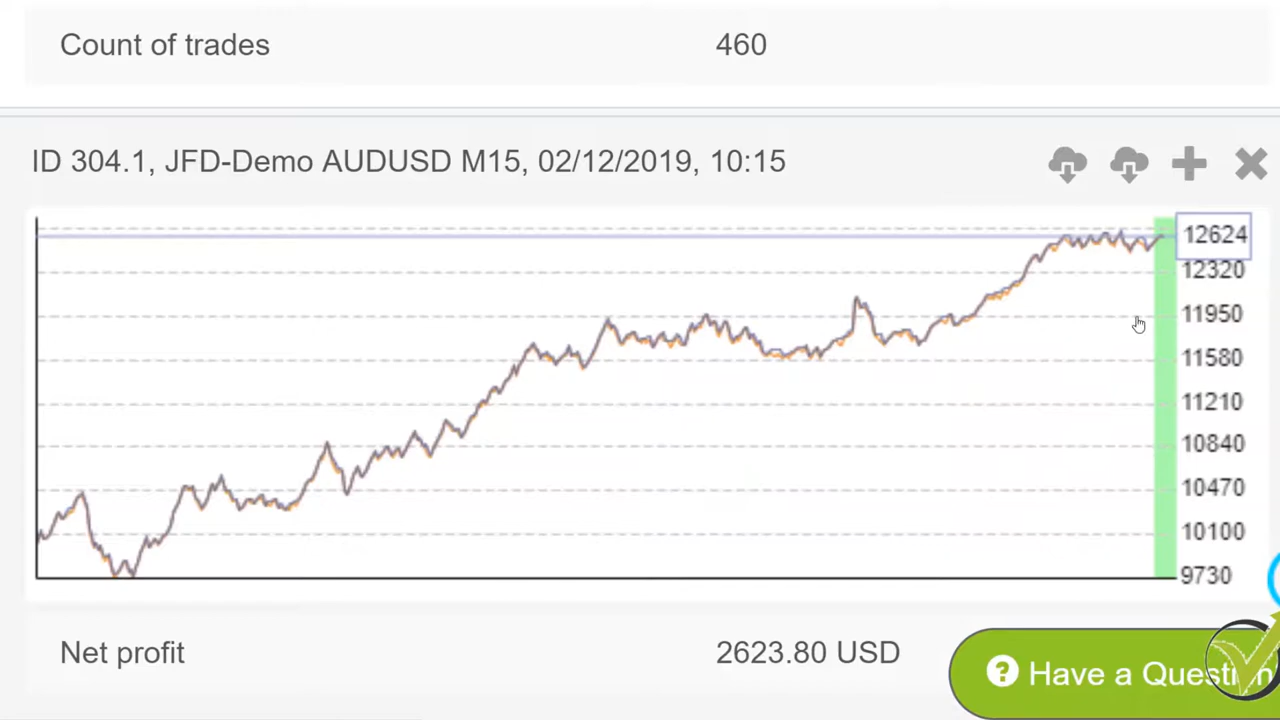 Count of trades 460
ID 304.1, JFD-Demo AUDUSD M15, 02/12/2019, 10:15
12624
12320
11950
11580
11210
10840
10470
10100
9730
Net profit 2623.80 USD
Have a Question